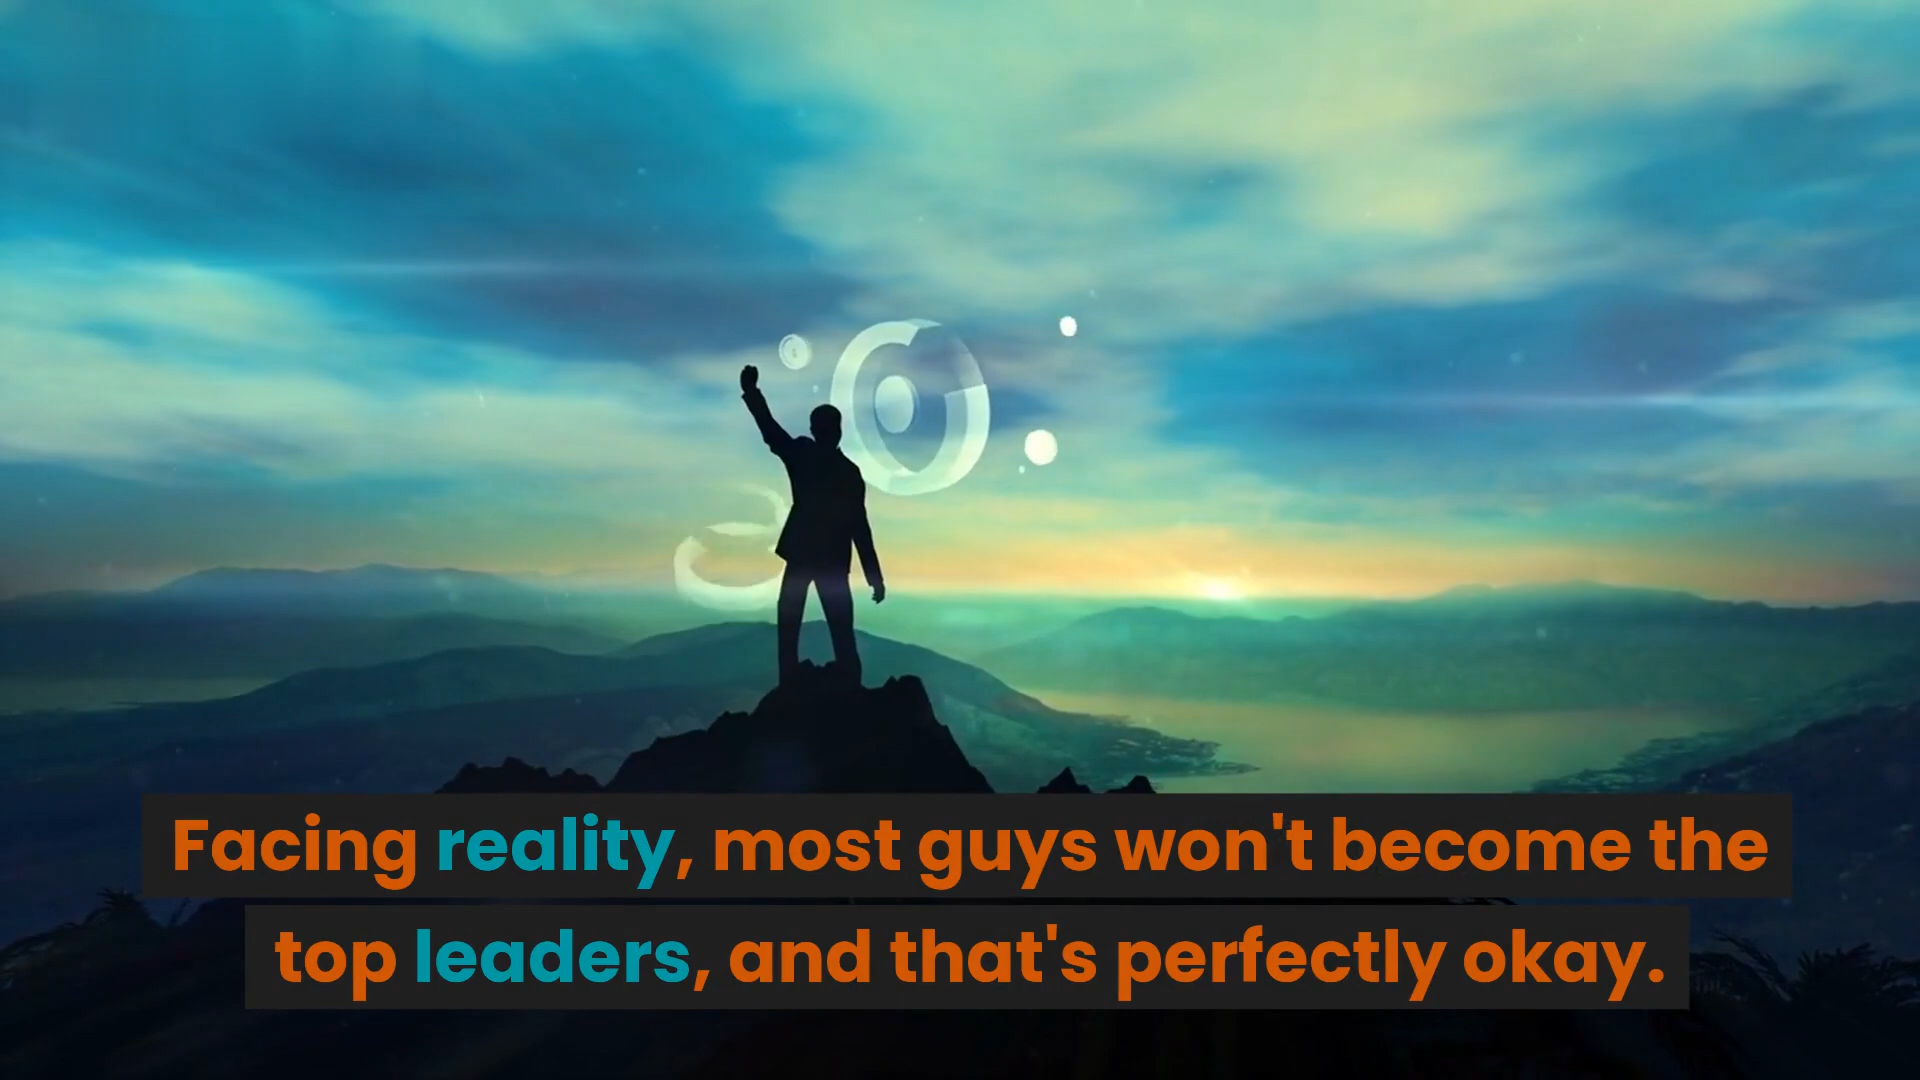 Facing reality, most guys won't become the
top leaders, and that's perfectly okay.